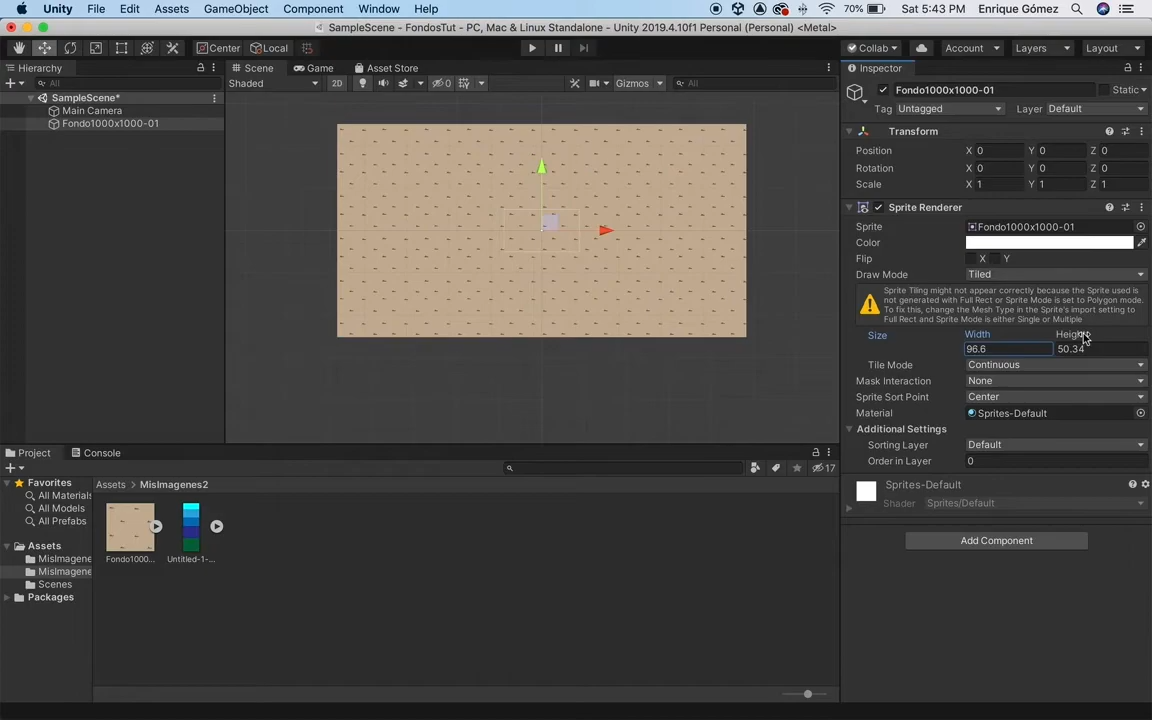 Unity File Edit Assets GameObject Component Window Help 70% Sat 5:43 PM Enrique Gómez
SampleScene - FondosTut - PC, Mac & Linux Standalone - Unity 2019.4.10f1 Personal (Personal) <Metal>
Center Local Collab Account Layers Layout
Hierarchy
All
SampleScene*
Main Camera
Fondo1000x1000-01
Scene Game Asset Store
Shaded 2D 0 Gizmos All
Inspector
Fondo1000x1000-01 Static
Tag Untagged Layer Default
Transform
Position X 0 Y 0 Z 0
Rotation X 0 Y 0 Z 0
Scale X 1 Y 1 Z 1
Sprite Renderer
Sprite Fondo1000x1000-01
Color
Flip X Y
Draw Mode Tiled
Sprite Tiling might not appear correctly because the Sprite used is
not generated with Full Rect or Sprite Mode is set to Polygon mode.
To fix this, change the Mesh Type in the Sprite's import setting to
Full Rect and Sprite Mode is either Single or Multiple
Size Width Height
96.6 50.34
Tile Mode Continuous
Mask Interaction None
Sprite Sort Point Center
Material Sprites-Default
Additional Settings
Sorting Layer Default
Order in Layer 0
Sprites-Default
Shader Sprites/Default
Add Component
Project Console
17
Favorites
All Materials
All Models
All Prefabs
Assets
MisImagene
MisImagene
Scenes
Packages
Assets MisImagenes2
Fondo1000... Untitled-1-...